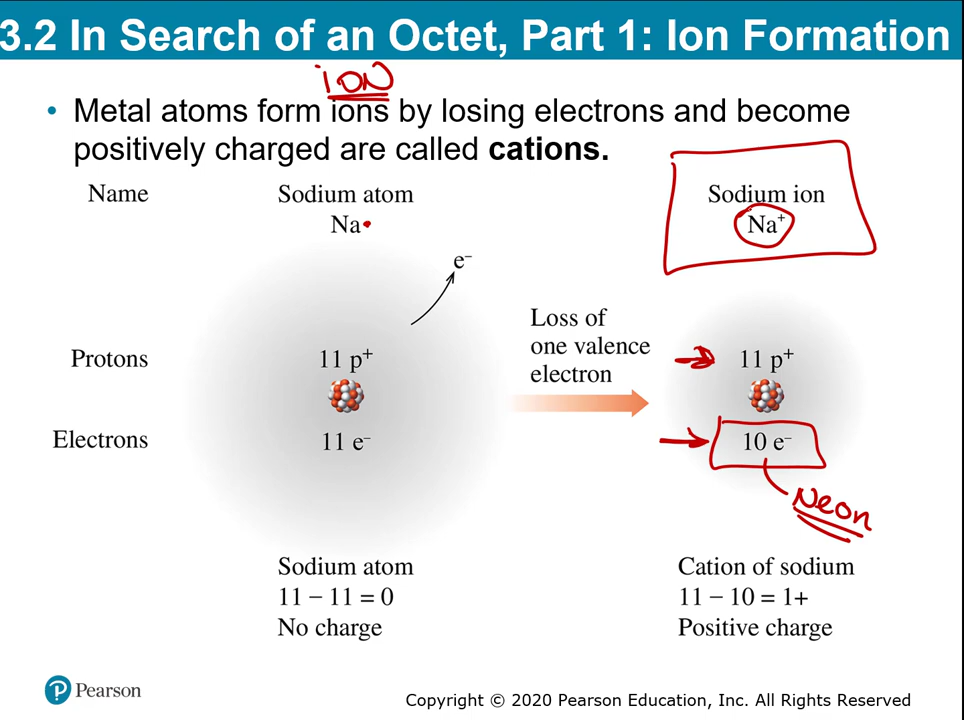 3.2 In Search of an Octet, Part 1: Ion Formation
ION
• Metal atoms form ions by losing electrons and become
positively charged are called cations.
Name Sodium atom Sodium ion
Na• Na⁺
e⁻
Loss of
one valence
electron
Protons 11 p⁺ 11 p⁺
Electrons 11 e⁻ 10 e⁻
Neon
Sodium atom Cation of sodium
11 − 11 = 0 11 − 10 = 1+
No charge Positive charge
P Pearson
Copyright © 2020 Pearson Education, Inc. All Rights Reserved